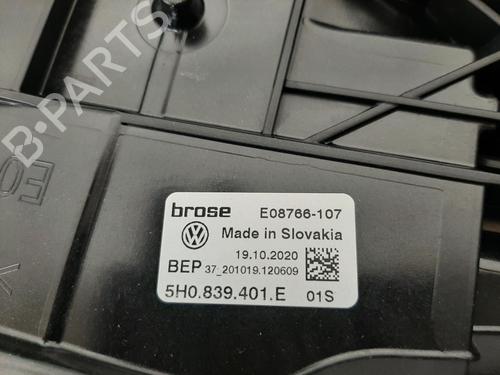 B-PARTS
brose E08766-107
Made in Slovakia
19.10.2020
BEP 37_201019.120609
5H0.839.401.E 01S